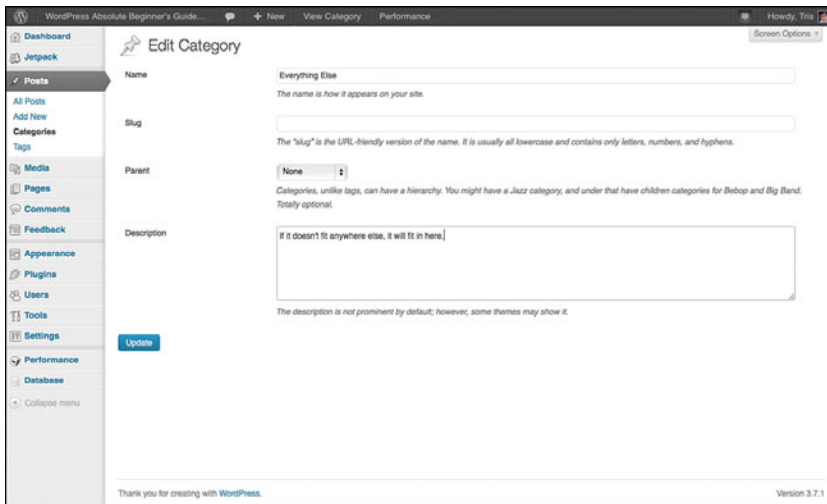 WordPress Absolute Beginner's Guide... + New View Category Performance Howdy, Tris
Screen Options
Dashboard
Jetpack
Posts
All Posts
Add New
Categories
Tags
Media
Pages
Comments
Feedback
Appearance
Plugins
Users
Tools
Settings
Performance
Database
Collapse menu
Edit Category
Name Everything Else
The name is how it appears on your site.
Slug
The "slug" is the URL-friendly version of the name. It is usually all lowercase and contains only letters, numbers, and hyphens.
Parent None
Categories, unlike tags, can have a hierarchy. You might have a Jazz category, and under that have children categories for Bebop and Big Band.
Totally optional.
Description If it doesn't fit anywhere else, it will fit in here.
The description is not prominent by default; however, some themes may show it.
Update
Thank you for creating with WordPress. Version 3.7.1